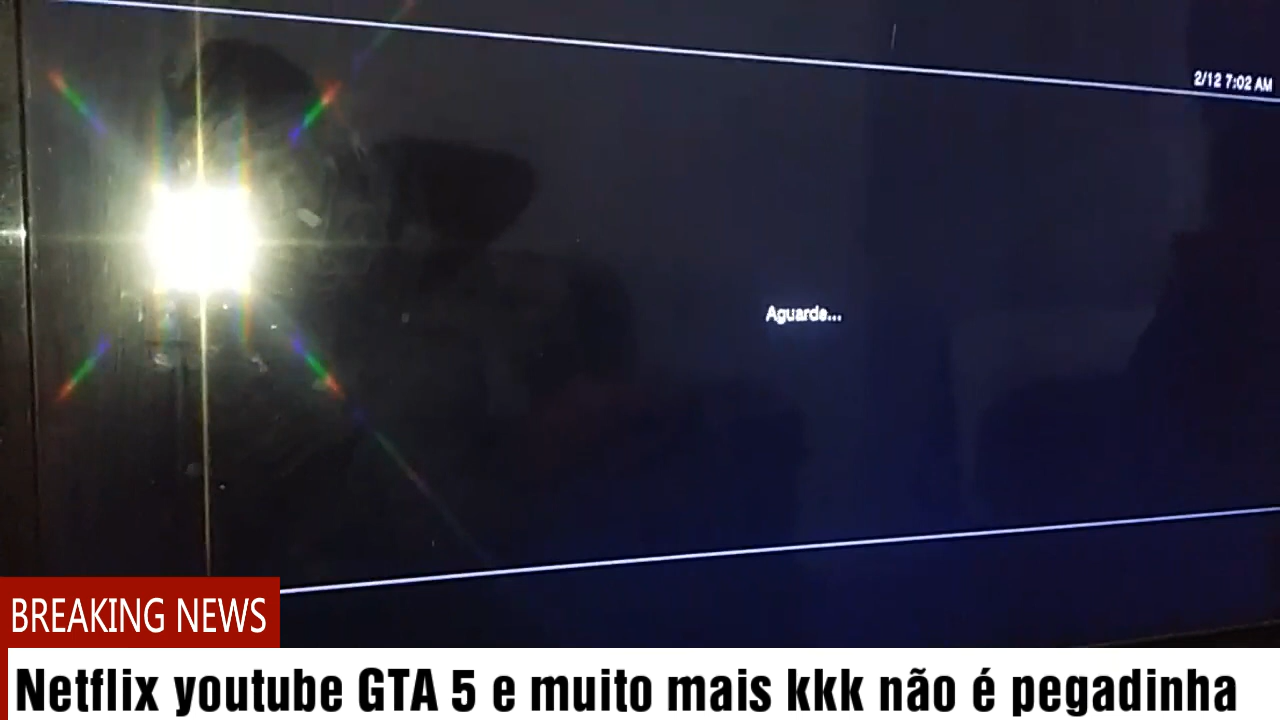 2/12 7:02 AM
Aguarde...
BREAKING NEWS
Netflix youtube GTA 5 e muito mais kkk não é pegadinha